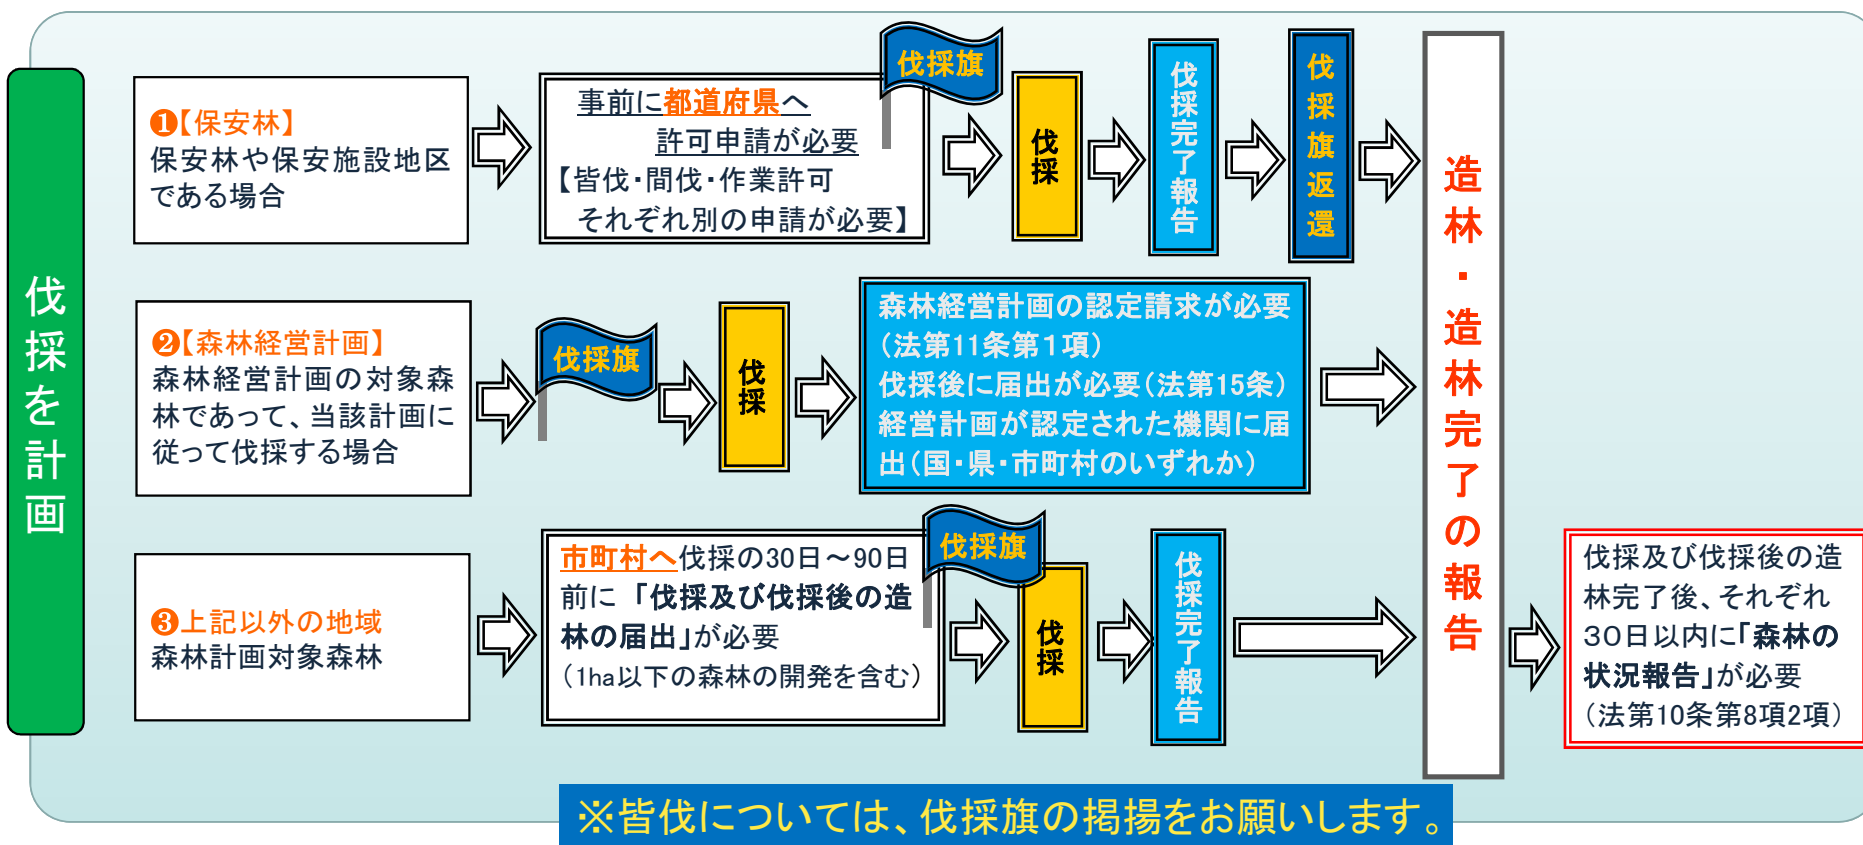 伐採を計画
❶【保安林】
保安林や保安施設地区
である場合
事前に都道府県へ
許可申請が必要
【皆伐・間伐・作業許可
それぞれ別の申請が必要】
伐採旗
伐採
伐採完了報告
伐採旗返還
❷【森林経営計画】
森林経営計画の対象森
林であって、当該計画に
従って伐採する場合
伐採旗
伐採
森林経営計画の認定請求が必要
（法第11条第１項）
伐採後に届出が必要（法第15条）
経営計画が認定された機関に届
出（国・県・市町村のいずれか）
❸上記以外の地域
森林計画対象森林
市町村へ伐採の30日～90日
前に「伐採及び伐採後の造
林の届出」が必要
（1ha以下の森林の開発を含む）
伐採旗
伐採
伐採完了報告
造林・造林完了の報告
伐採及び伐採後の造
林完了後、それぞれ
３０日以内に「森林の
状況報告」が必要
（法第10条第8項2項）
※皆伐については、伐採旗の掲揚をお願いします。